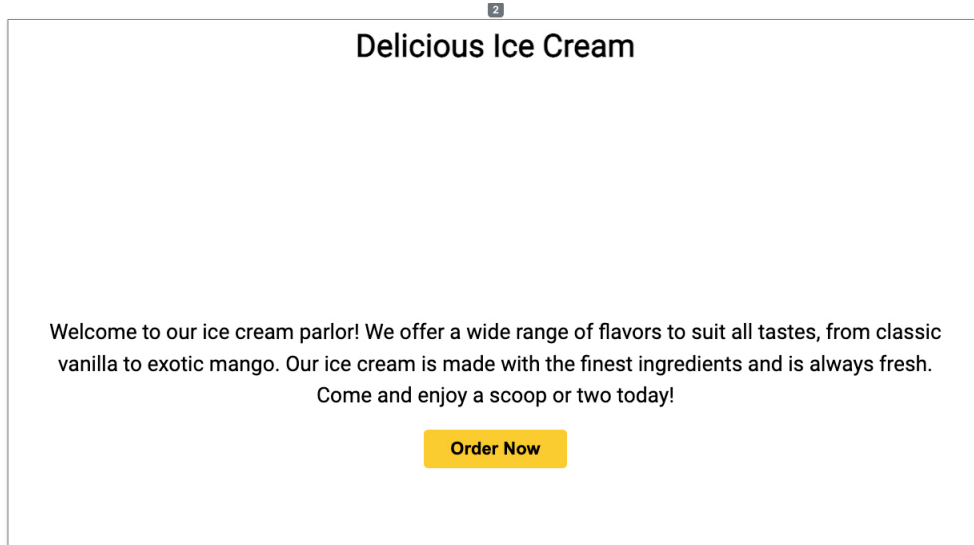 2
Delicious Ice Cream
Welcome to our ice cream parlor! We offer a wide range of flavors to suit all tastes, from classic
vanilla to exotic mango. Our ice cream is made with the finest ingredients and is always fresh.
Come and enjoy a scoop or two today!
Order Now